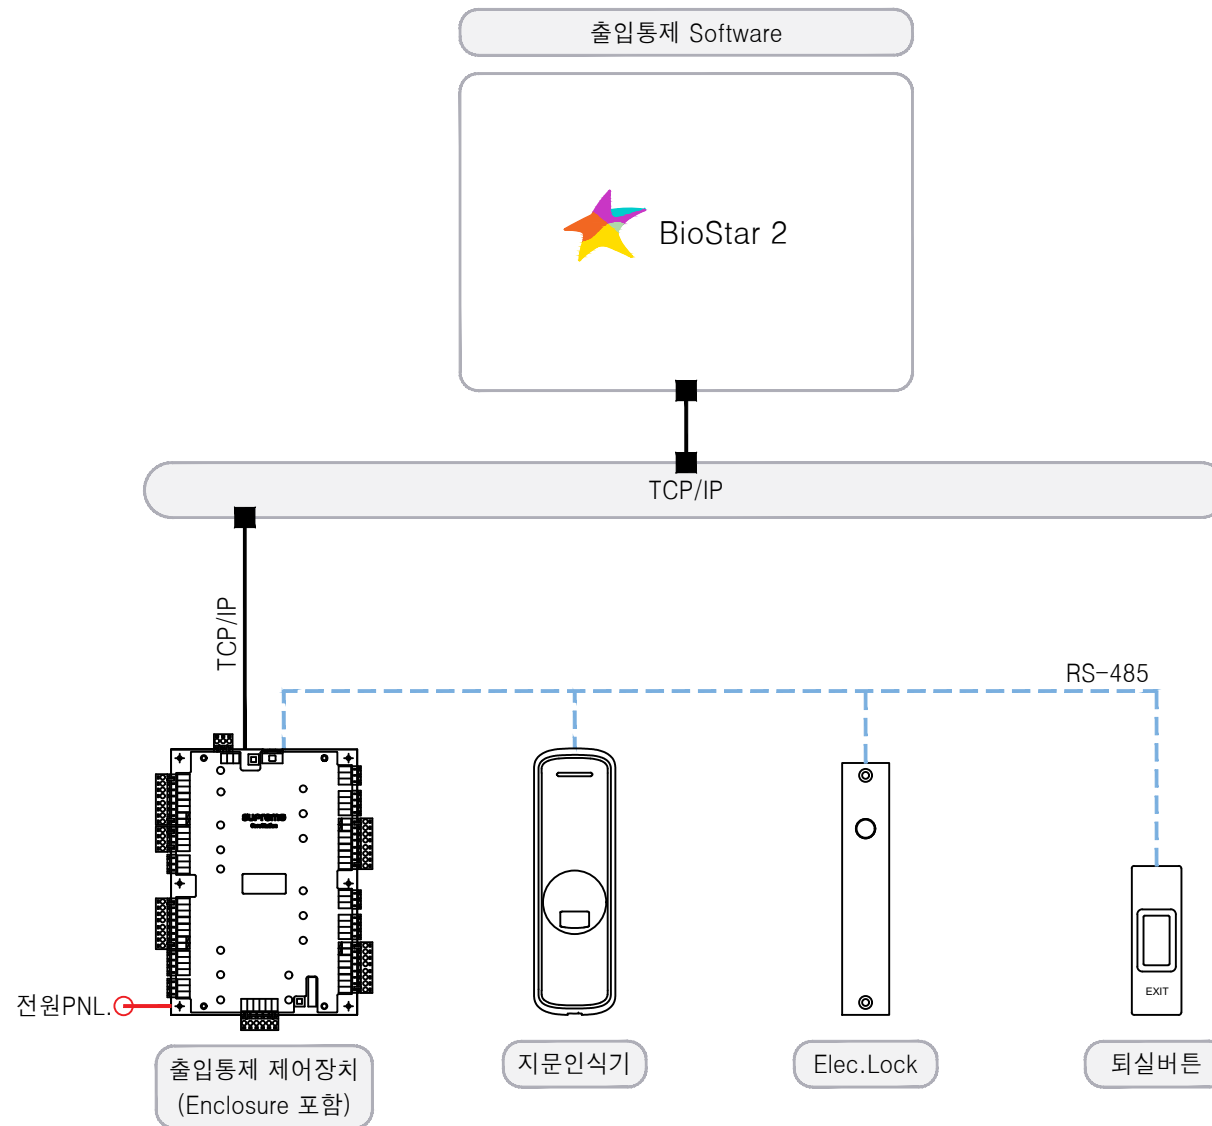 출입통제 Software
BioStar 2
TCP/IP
TCP/IP
RS-485
suprema
EXIT
전원PNL.
출입통제 제어장치
(Enclosure 포함)
지문인식기
Elec.Lock
퇴실버튼